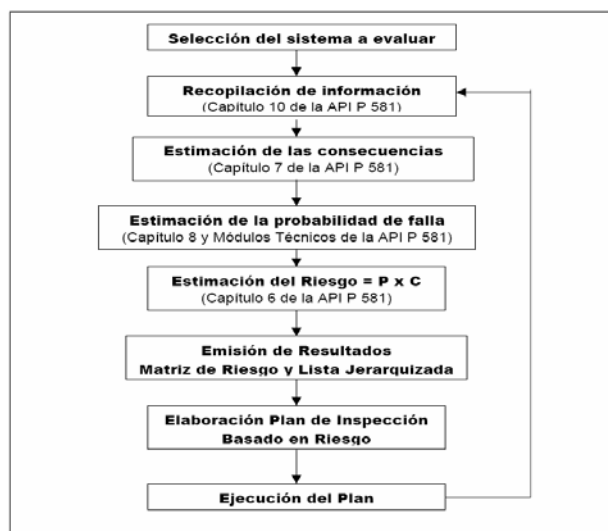 Selección del sistema a evaluar
Recopilación de información
(Capítulo 10 de la API P 581)
Estimación de las consecuencias
(Capítulo 7 de la API P 581)
Estimación de la probabilidad de falla
(Capítulo 8 y Módulos Técnicos de la API P 581)
Estimación del Riesgo = P x C
(Capítulo 6 de la API P 581)
Emisión de Resultados
Matriz de Riesgo y Lista Jerarquizada
Elaboración Plan de Inspección
Basado en Riesgo
Ejecución del Plan